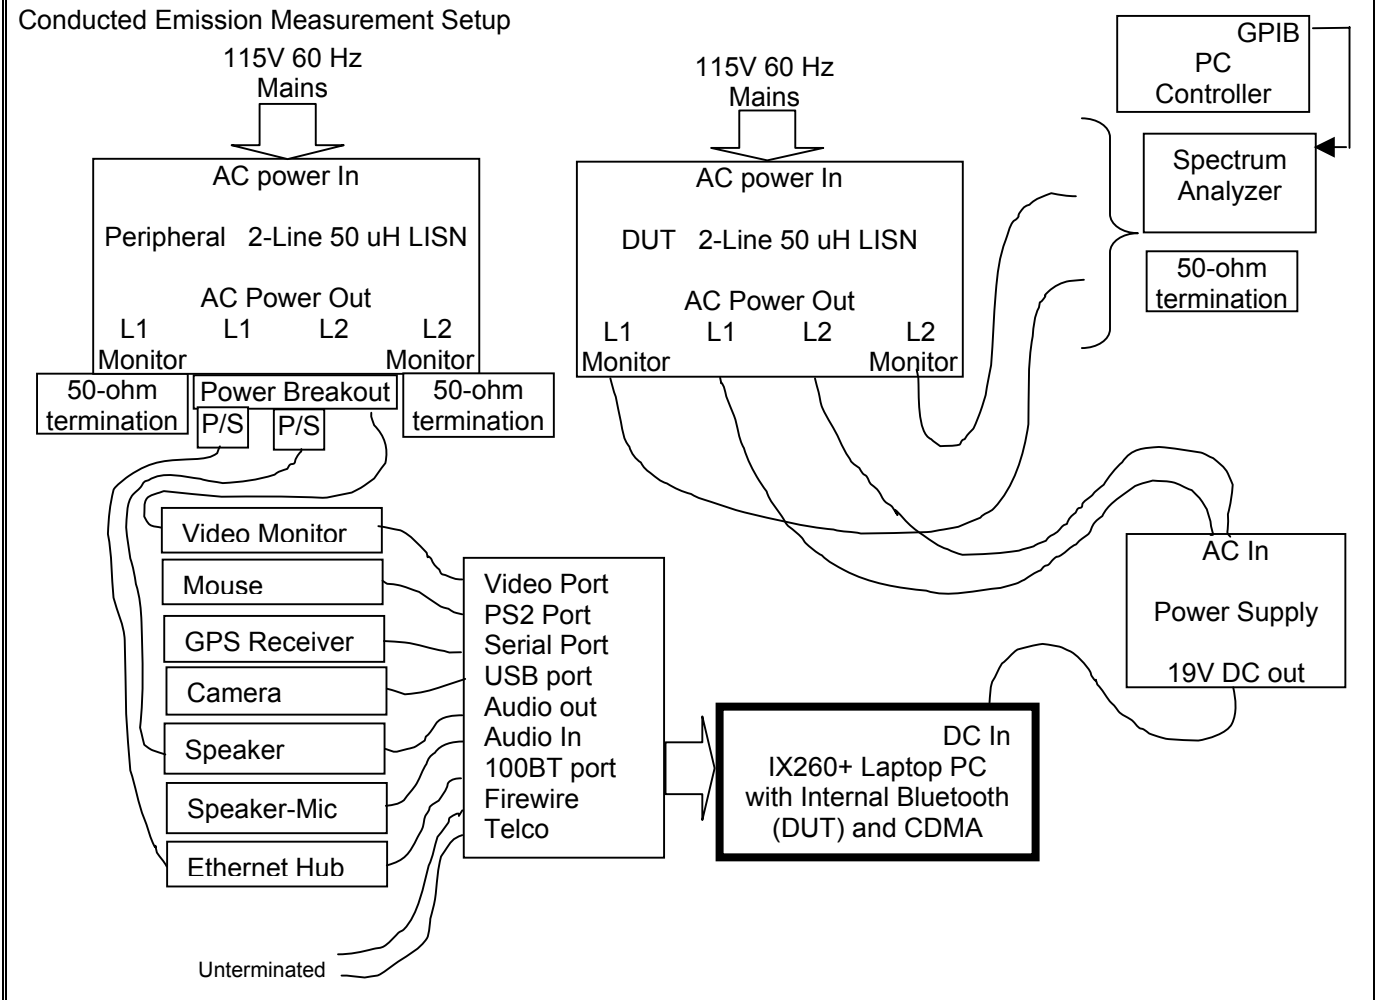 Conducted Emission Measurement Setup
115V 60 Hz
Mains
AC power In
Peripheral 2-Line 50 uH LISN
AC Power Out
L1 L1 L2 L2
Monitor Monitor
50-ohm
termination
Power Breakout
50-ohm
termination
P/S
P/S
115V 60 Hz
Mains
AC power In
DUT 2-Line 50 uH LISN
AC Power Out
L1 L1 L2 L2
Monitor Monitor
GPIB
PC
Controller
Spectrum
Analyzer
50-ohm
termination
Video Monitor
Mouse
GPS Receiver
Camera
Speaker
Speaker-Mic
Ethernet Hub
Unterminated
Video Port
PS2 Port
Serial Port
USB port
Audio out
Audio In
100BT port
Firewire
Telco
DC In
IX260+ Laptop PC
with Internal Bluetooth
(DUT) and CDMA
AC In
Power Supply
19V DC out